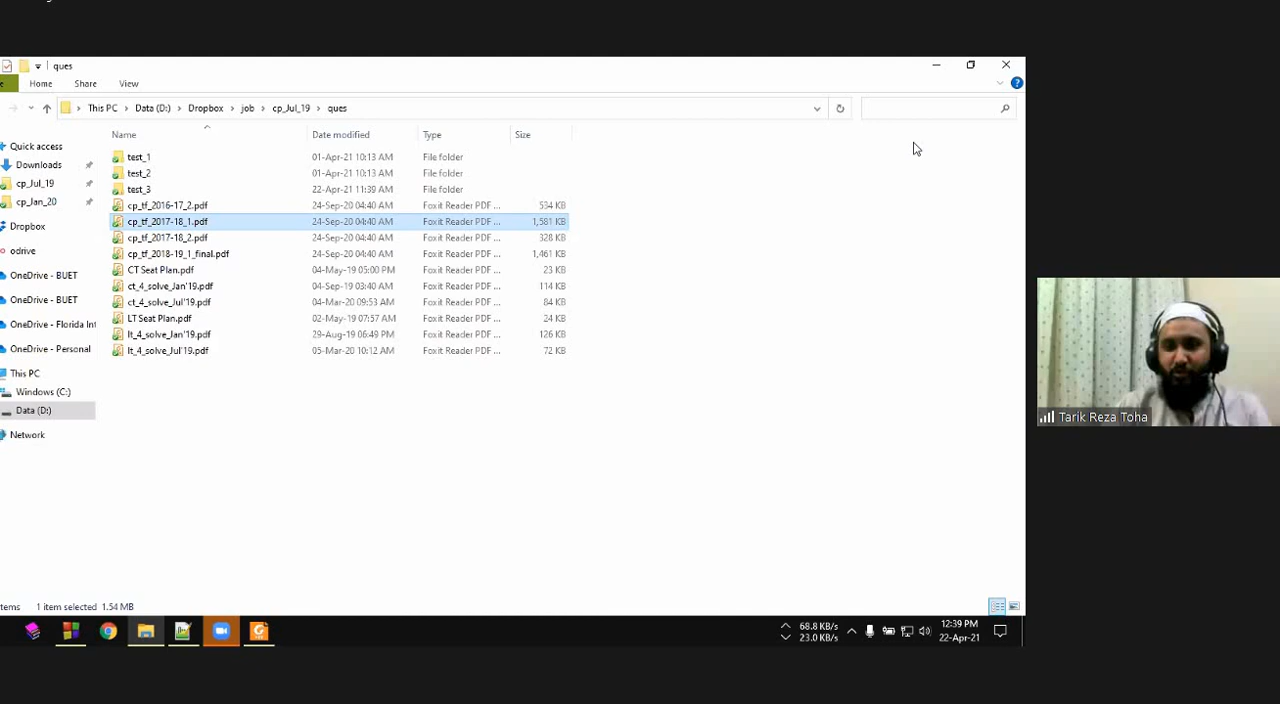 ques
Home Share View
This PC Data (D:) Dropbox job cp_Jul_19 ques
Name Date modified Type Size
Quick access
Downloads
cp_Jul_19
cp_Jan_20
Dropbox
odrive
OneDrive - BUET
OneDrive - BUET
OneDrive - Florida Int
OneDrive - Personal
This PC
Windows (C:)
Data (D:)
Network
test_1 01-Apr-21 10:13 AM File folder
test_2 01-Apr-21 10:13 AM File folder
test_3 22-Apr-21 11:39 AM File folder
cp_tf_2016-17_2.pdf 24-Sep-20 04:40 AM Foxit Reader PDF ... 534 KB
cp_tf_2017-18_1.pdf 24-Sep-20 04:40 AM Foxit Reader PDF ... 1,581 KB
cp_tf_2017-18_2.pdf 24-Sep-20 04:40 AM Foxit Reader PDF ... 328 KB
cp_tf_2018-19_1_final.pdf 24-Sep-20 04:40 AM Foxit Reader PDF ... 1,461 KB
CT Seat Plan.pdf 04-May-19 05:00 PM Foxit Reader PDF ... 23 KB
ct_4_solve_Jan'19.pdf 04-Sep-19 03:40 AM Foxit Reader PDF ... 114 KB
ct_4_solve_Jul'19.pdf 04-Mar-20 09:53 AM Foxit Reader PDF ... 84 KB
LT Seat Plan.pdf 02-May-19 07:57 AM Foxit Reader PDF ... 24 KB
lt_4_solve_Jan'19.pdf 29-Aug-19 06:49 PM Foxit Reader PDF ... 126 KB
lt_4_solve_Jul'19.pdf 05-Mar-20 10:12 AM Foxit Reader PDF ... 72 KB
Tarik Reza Toha
tems 1 item selected 1.54 MB
68.8 KB/s
23.0 KB/s
12:39 PM
22-Apr-21